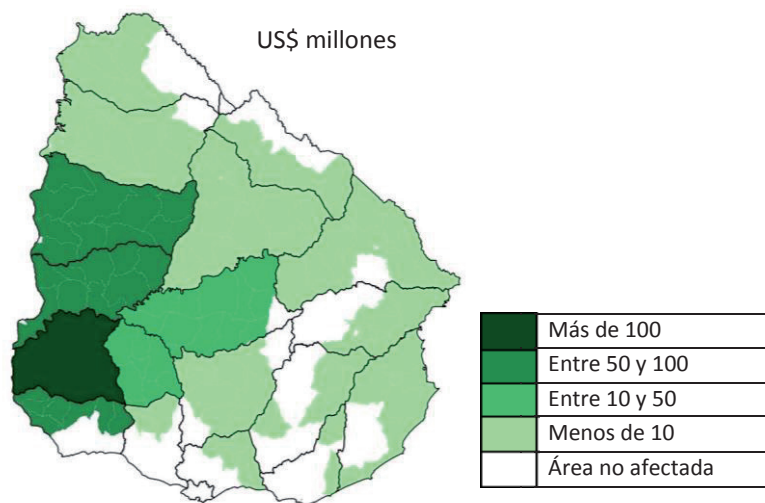 US$ millones
Más de 100
Entre 50 y 100
Entre 10 y 50
Menos de 10
Área no afectada